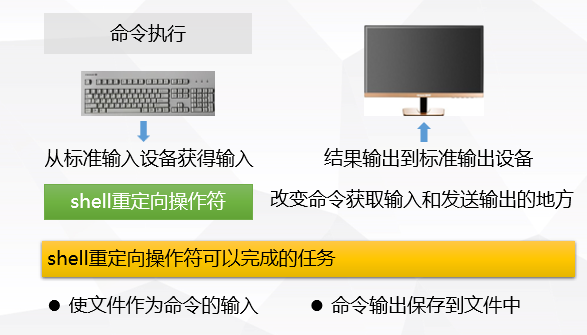 命令执行
从标准输入设备获得输入
结果输出到标准输出设备
shell重定向操作符
改变命令获取输入和发送输出的地方
shell重定向操作符可以完成的任务
● 使文件作为命令的输入
● 命令输出保存到文件中